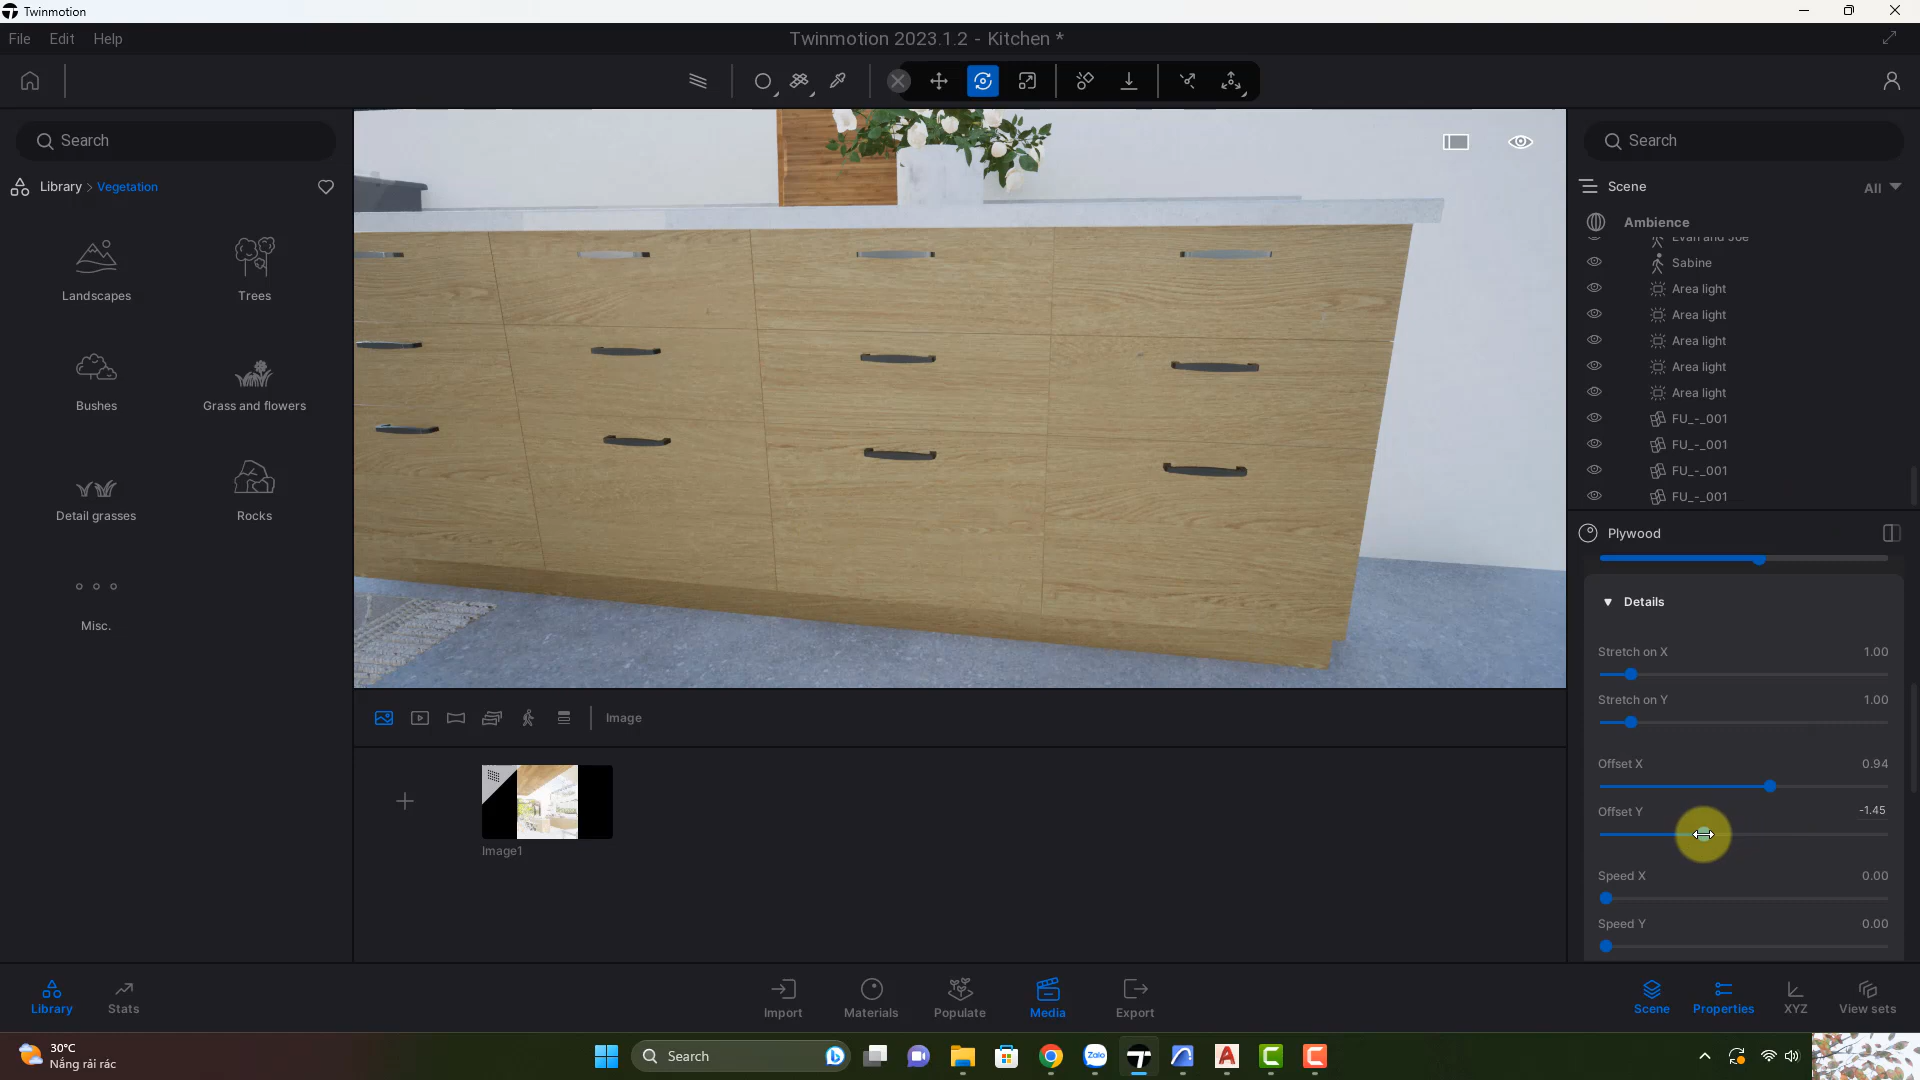 Twinmotion
File Edit Help
Twinmotion 2023.1.2 - Kitchen *
Search
Library > Vegetation
Landscapes
Trees
Bushes
Grass and flowers
Detail grasses
Rocks
Misc.
Image
Image1
Search
Scene
All
Ambience
Evan and Joe
Sabine
Area light
Area light
Area light
Area light
Area light
FU_-_001
FU_-_001
FU_-_001
FU_-_001
Plywood
Details
Stretch on X 1.00
Stretch on Y 1.00
Offset X 0.94
Offset Y -1.45
Speed X 0.00
Speed Y 0.00
Library
Stats
Import
Materials
Populate
Media
Export
Scene
Properties
XYZ
View sets
30°C
Nắng rải rác
Search
Zalo